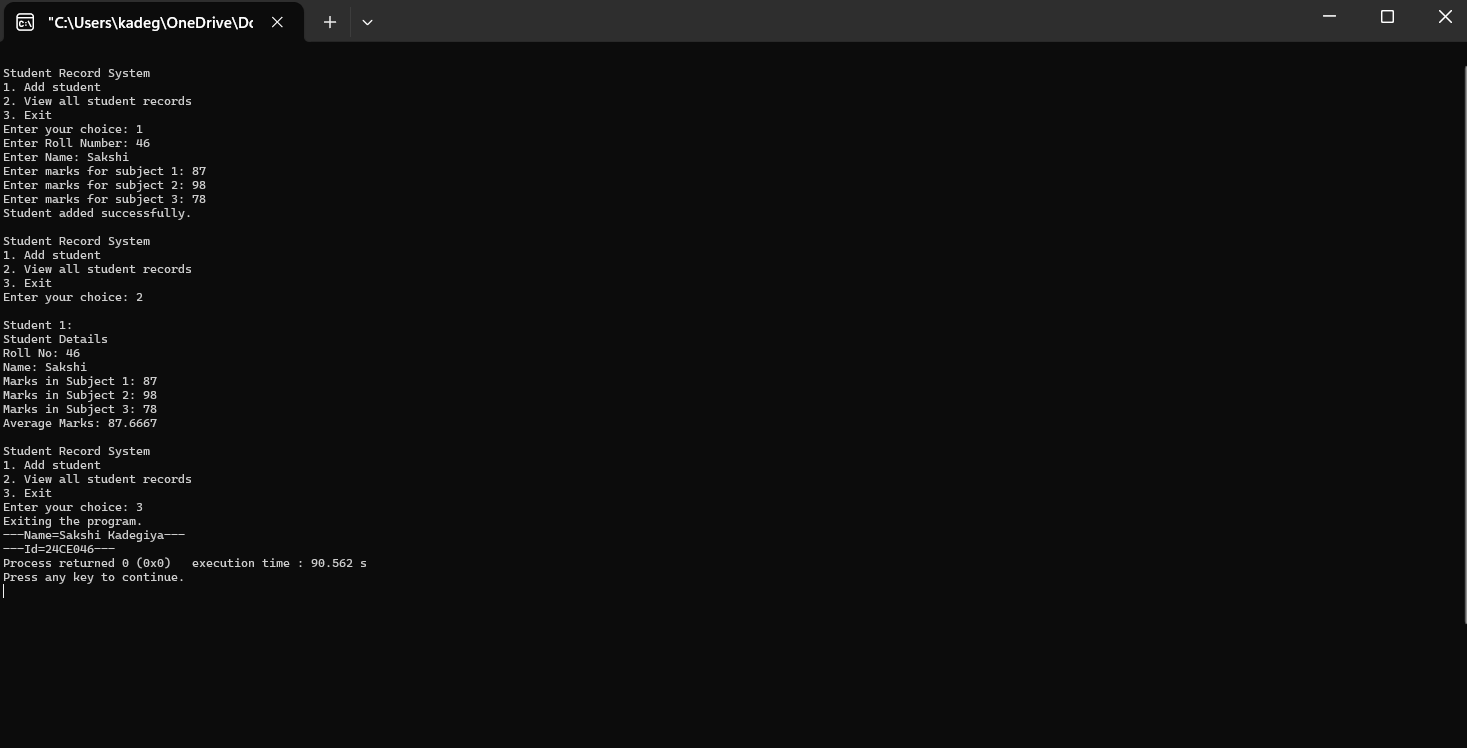 "C:\Users\kadeg\OneDrive\Dc
Student Record System
1. Add student
2. View all student records
3. Exit
Enter your choice: 1
Enter Roll Number: 46
Enter Name: Sakshi
Enter marks for subject 1: 87
Enter marks for subject 2: 98
Enter marks for subject 3: 78
Student added successfully.
Student Record System
1. Add student
2. View all student records
3. Exit
Enter your choice: 2
Student 1:
Student Details
Roll No: 46
Name: Sakshi
Marks in Subject 1: 87
Marks in Subject 2: 98
Marks in Subject 3: 78
Average Marks: 87.6667
Student Record System
1. Add student
2. View all student records
3. Exit
Enter your choice: 3
Exiting the program.
---Name=Sakshi Kadegiya---
---Id=24CE046---
Process returned 0 (0x0)   execution time : 90.562 s
Press any key to continue.